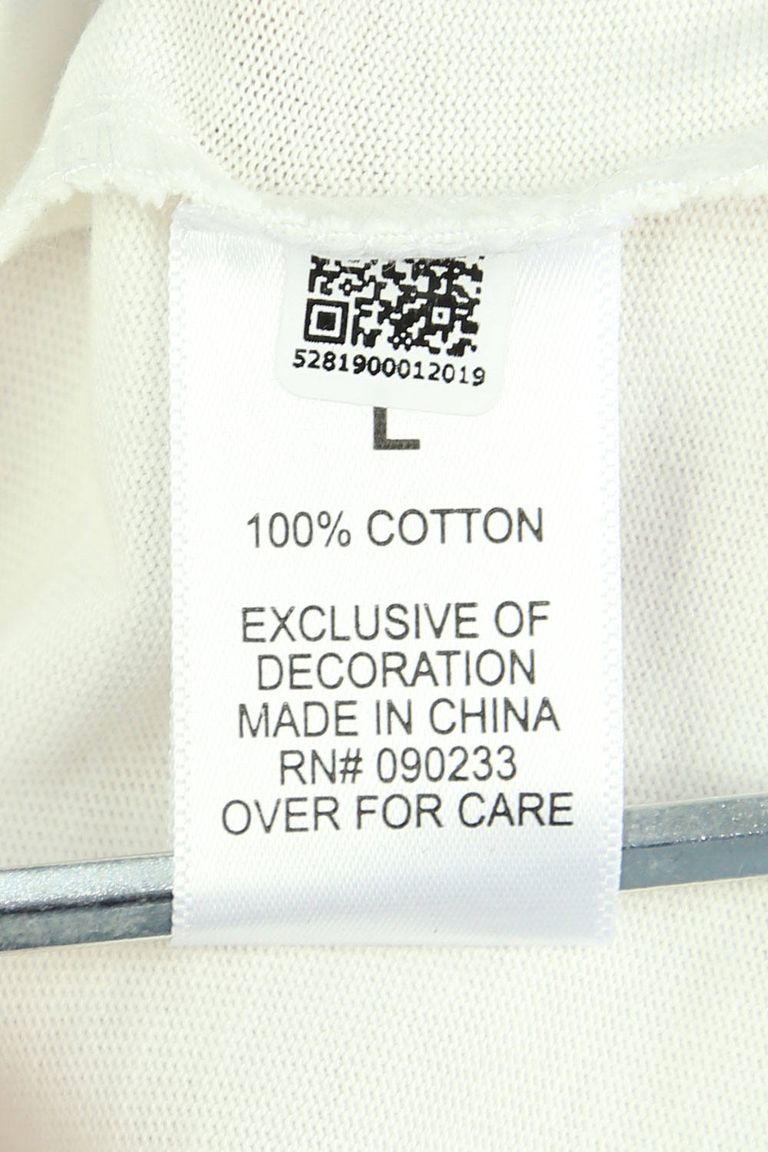 5281900012019
L
100% COTTON
EXCLUSIVE OF
DECORATION
MADE IN CHINA
RN# 090233
OVER FOR CARE